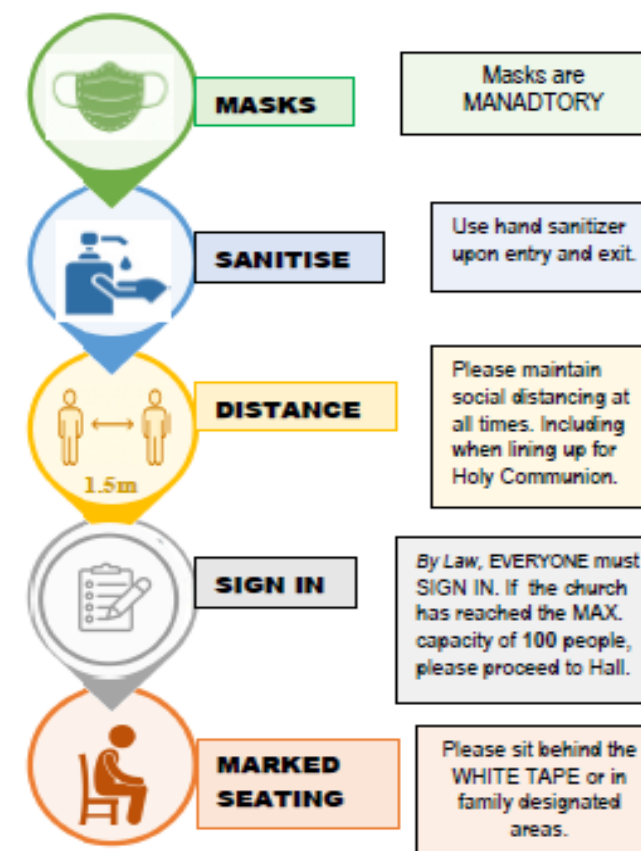 MASKS
Masks are
MANADTORY
SANITISE
Use hand sanitizer
upon entry and exit.
DISTANCE
1.5m
Please maintain
social distancing at
all times. Including
when lining up for
Holy Communion.
SIGN IN
By Law, EVERYONE must
SIGN IN. If the church
has reached the MAX.
capacity of 100 people,
please proceed to Hall.
MARKED
SEATING
Please sit behind the
WHITE TAPE or in
family designated
areas.